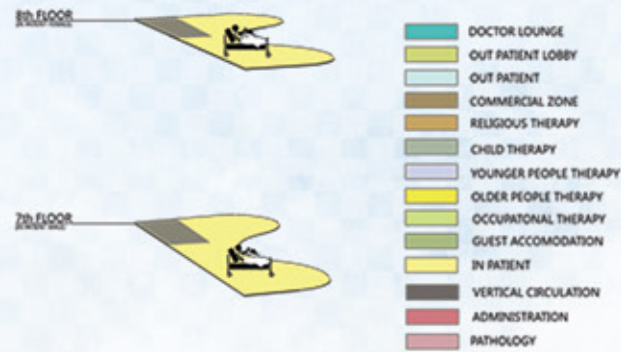 8th FLOOR
7th FLOOR
DOCTOR LOUNGE
OUT PATIENT LOBBY
OUT PATIENT
COMMERCIAL ZONE
RELIGIOUS THERAPY
CHILD THERAPY
YOUNGER PEOPLE THERAPY
OLDER PEOPLE THERAPY
OCCUPATONAL THERAPY
GUEST ACCOMODATION
IN PATIENT
VERTICAL CIRCULATION
ADMINISTRATION
PATHOLOGY